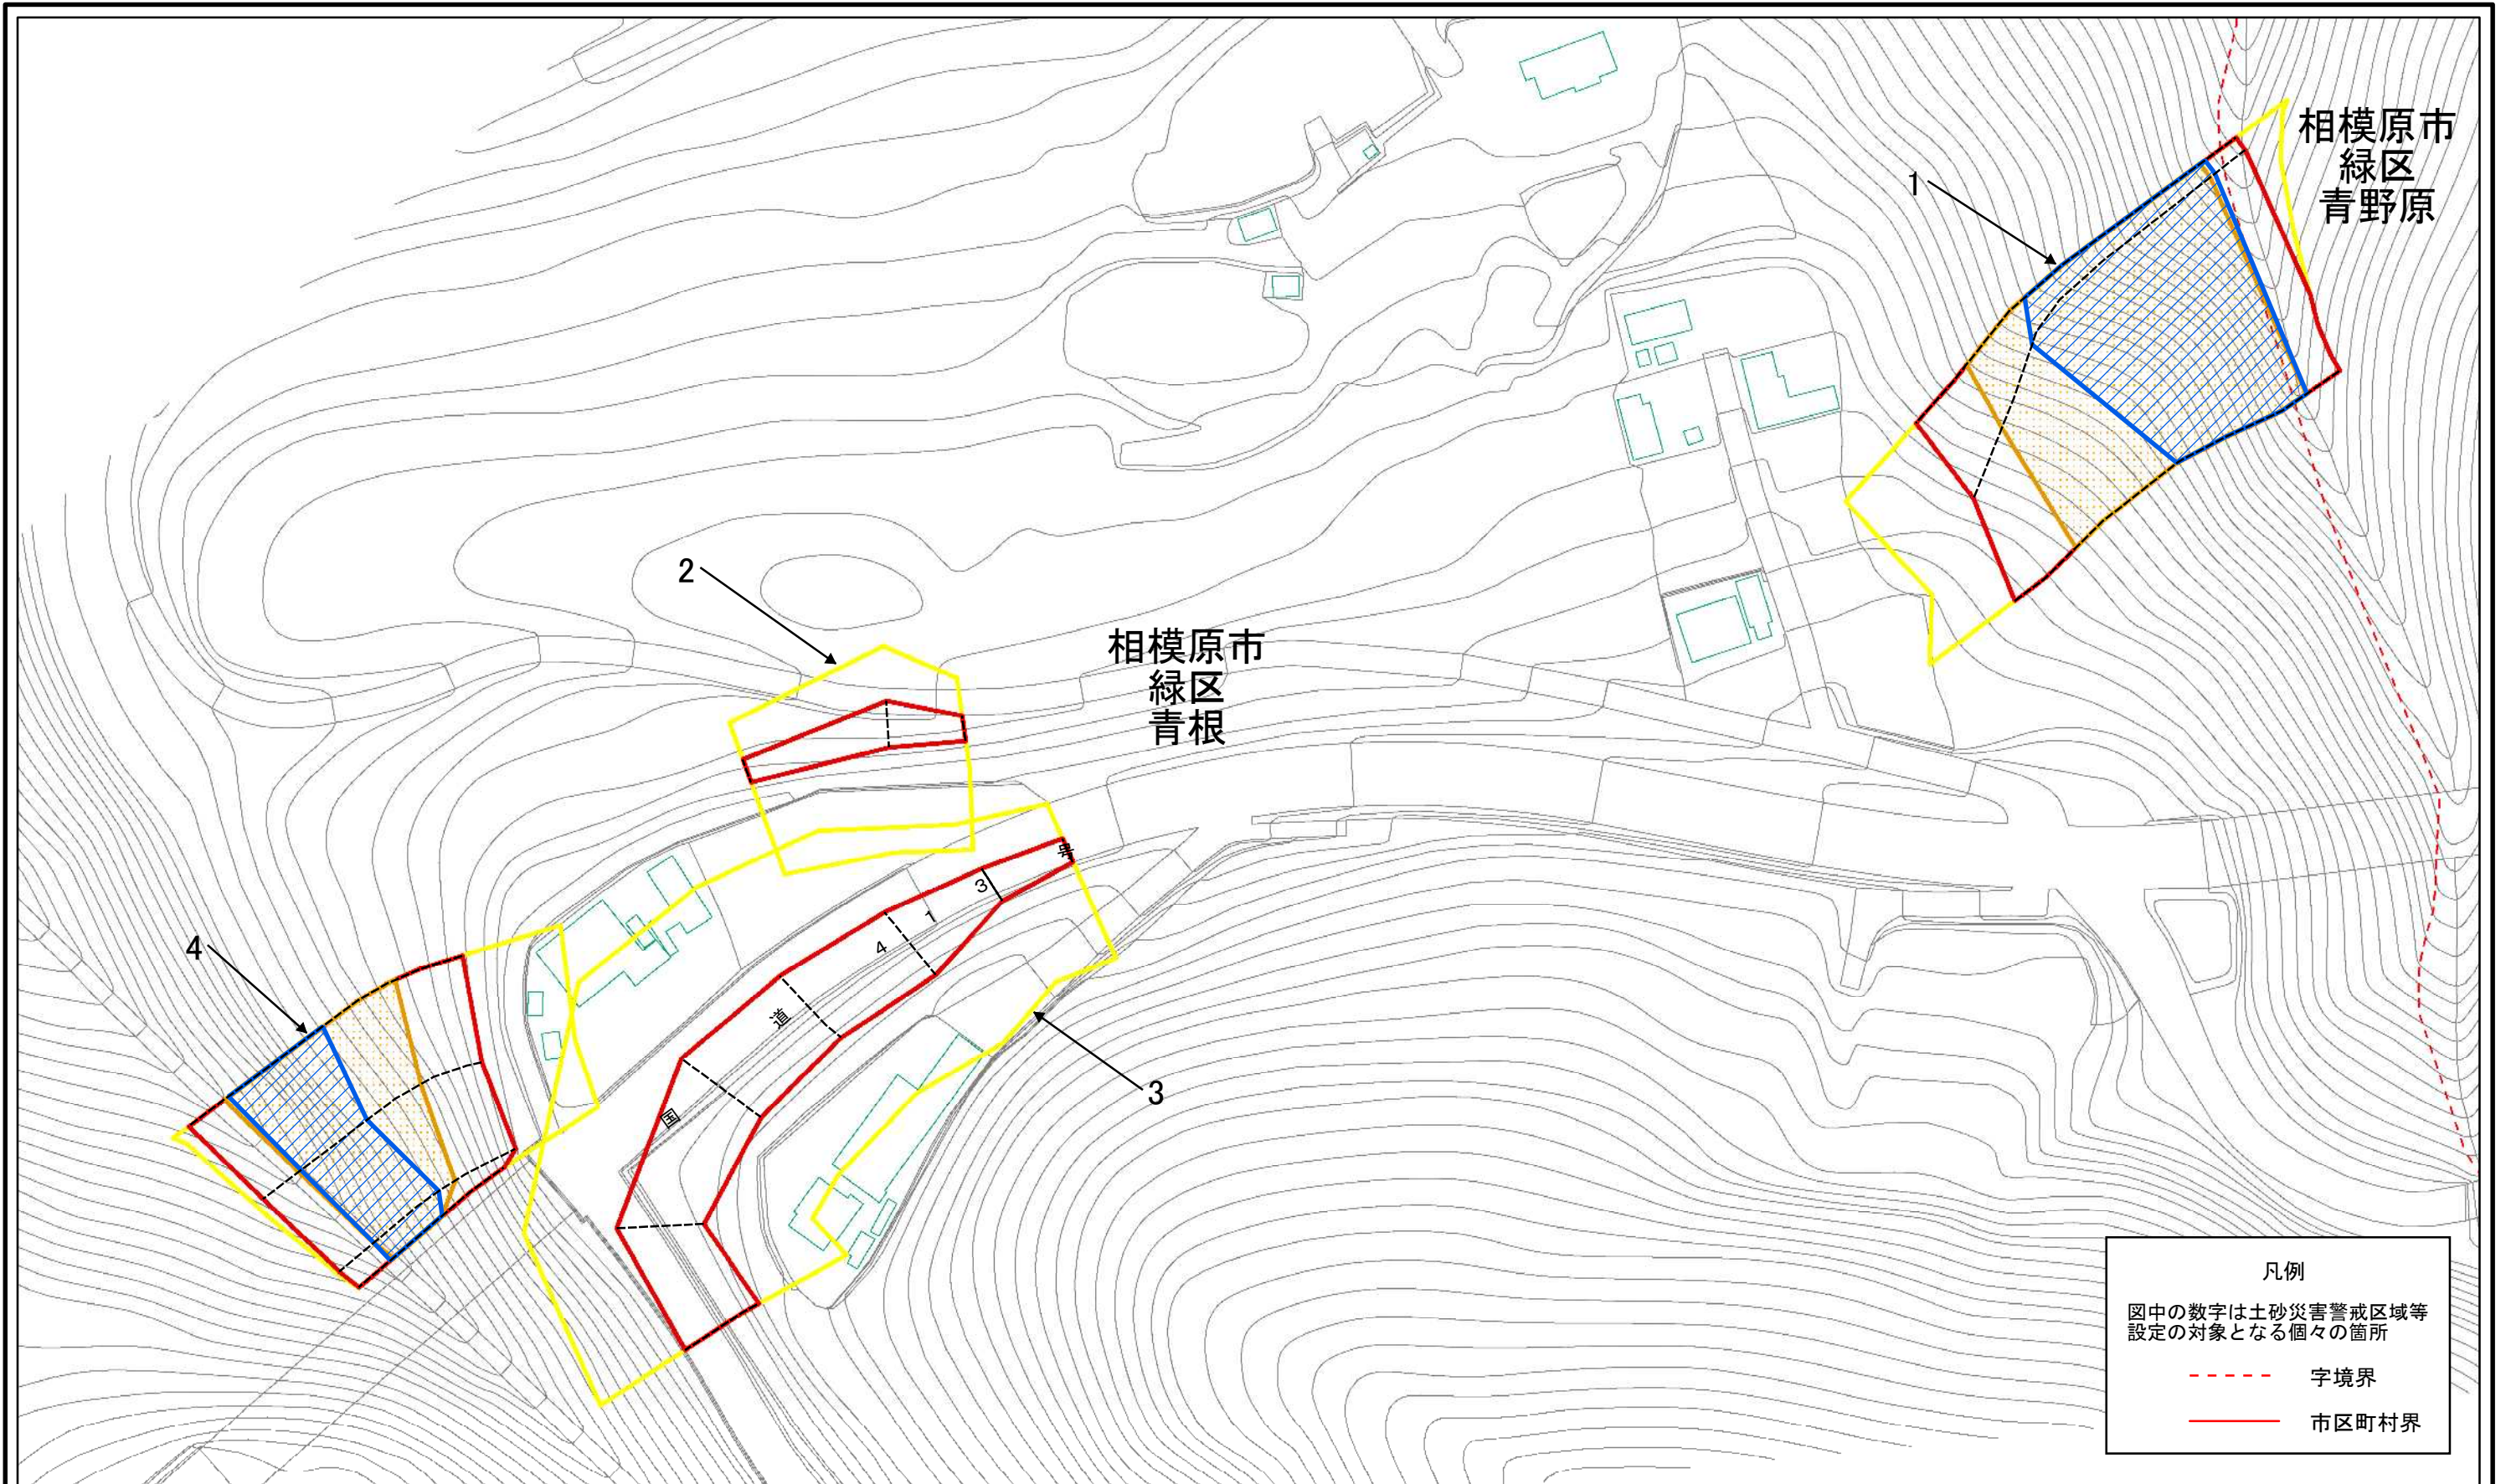 相模原市
緑区
青野原
1
2
相模原市
緑区
青根
4
3
国道413号
凡例
図中の数字は土砂災害警戒区域等
設定の対象となる個々の箇所
字境界
市区町村界